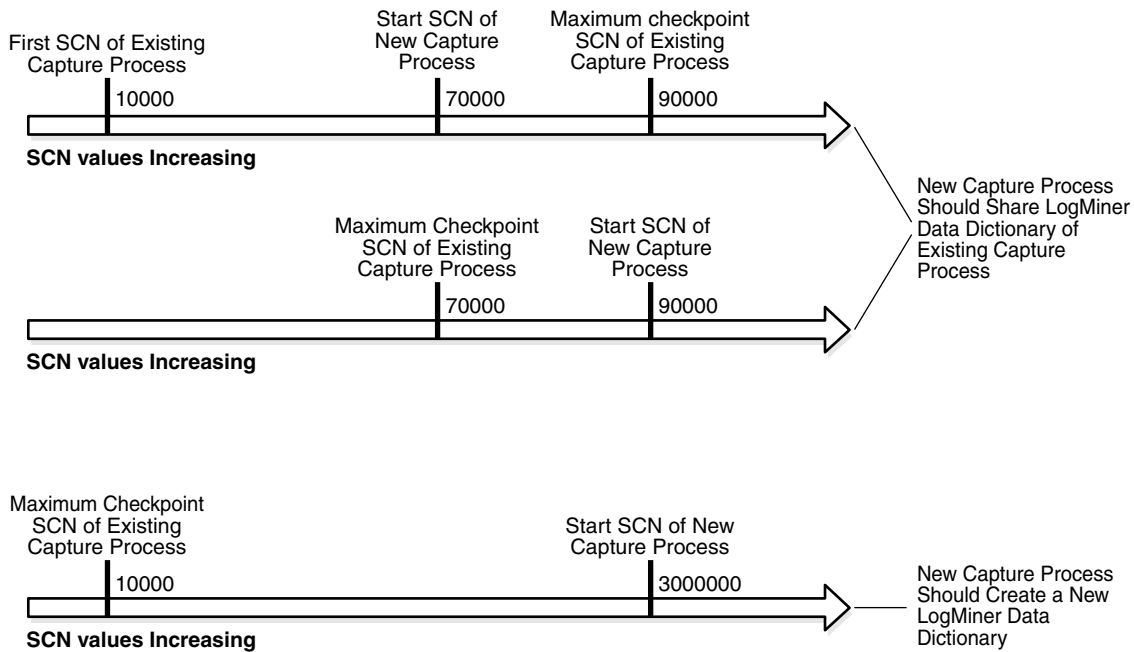 First SCN of Existing
Capture Process
10000
Start SCN of
New Capture
Process
70000
Maximum checkpoint
SCN of Existing
Capture Process
90000
SCN values Increasing
New Capture Process
Should Share LogMiner
Data Dictionary of
Existing Capture
Process
Maximum Checkpoint
SCN of Existing
Capture Process
70000
Start SCN of
New Capture
Process
90000
SCN values Increasing
Maximum Checkpoint
SCN of Existing
Capture Process
10000
Start SCN of New
Capture Process
3000000
SCN values Increasing
New Capture Process
Should Create a New
LogMiner Data
Dictionary